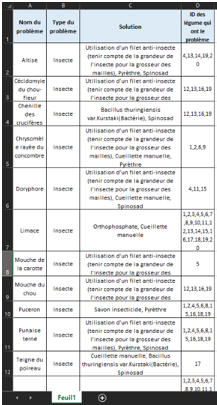 A B C D
1 Nom du problème Type du problème Solution ID des légume qui ont le problème
2 Altise Insecte Utilisation d'un filet anti-insecte (tenir compte de la grandeur de l'insecte pour la grosseur des mailles), Pyrèthre, Spinosad 4,13,14,19,20
3 Cécidomyie du chou-fleur Insecte Utilisation d'un filet anti-insecte (tenir compte de la grandeur de l'insecte pour la grosseur des 12,13,16,19
4 Chenille des crucifères Insecte Bacillus thuringiensis var.Kurstaki(Bactérie), Spinosad 12,13,16,19
5 Chrysomèle rayée du concombre Insecte Utilisation d'un filet anti-insecte (tenir compte de la grandeur de l'insecte pour la grosseur des mailles), Cueillette manuelle, Pyrèthre 1,2,6,9
6 Doryphore Insecte Utilisation d'un filet anti-insecte (tenir compte de la grandeur de l'insecte pour la grosseur des mailles), Cueillette manuelle, Spinosad 4,11,15
7 Limace Insecte Orthophosphate, Cueillette manuelle 1,2,3,4,5,6,7,8,9,10,11,12,13,14,15,16,17,18,19,20
8 Mouche de la carotte Insecte Utilisation d'un filet anti-insecte (tenir compte de la grandeur de l'insecte pour la grosseur des 5
9 Mouche du chou Insecte Utilisation d'un filet anti-insecte (tenir compte de la grandeur de l'insecte pour la grosseur des 12,13,16,19
10 Puceron Insecte Savon insecticide, Pyrèthre 1,2,4,5,6,8,15,16,18,19
11 Punaise terne Insecte Utilisation d'un filet anti-insecte (tenir compte de la grandeur de l'insecte pour la grosseur des mailles), Spinosad 1,2,4,5,6,8,15,16,18,19
12 Teigne du poireau Insecte Cueillette manuelle, Bacillus thuringiensis var.Kurstaki(Bactérie), Spinosad 17
1,2,3,4,5,6,7,8,9,10,11,1
Feuil1